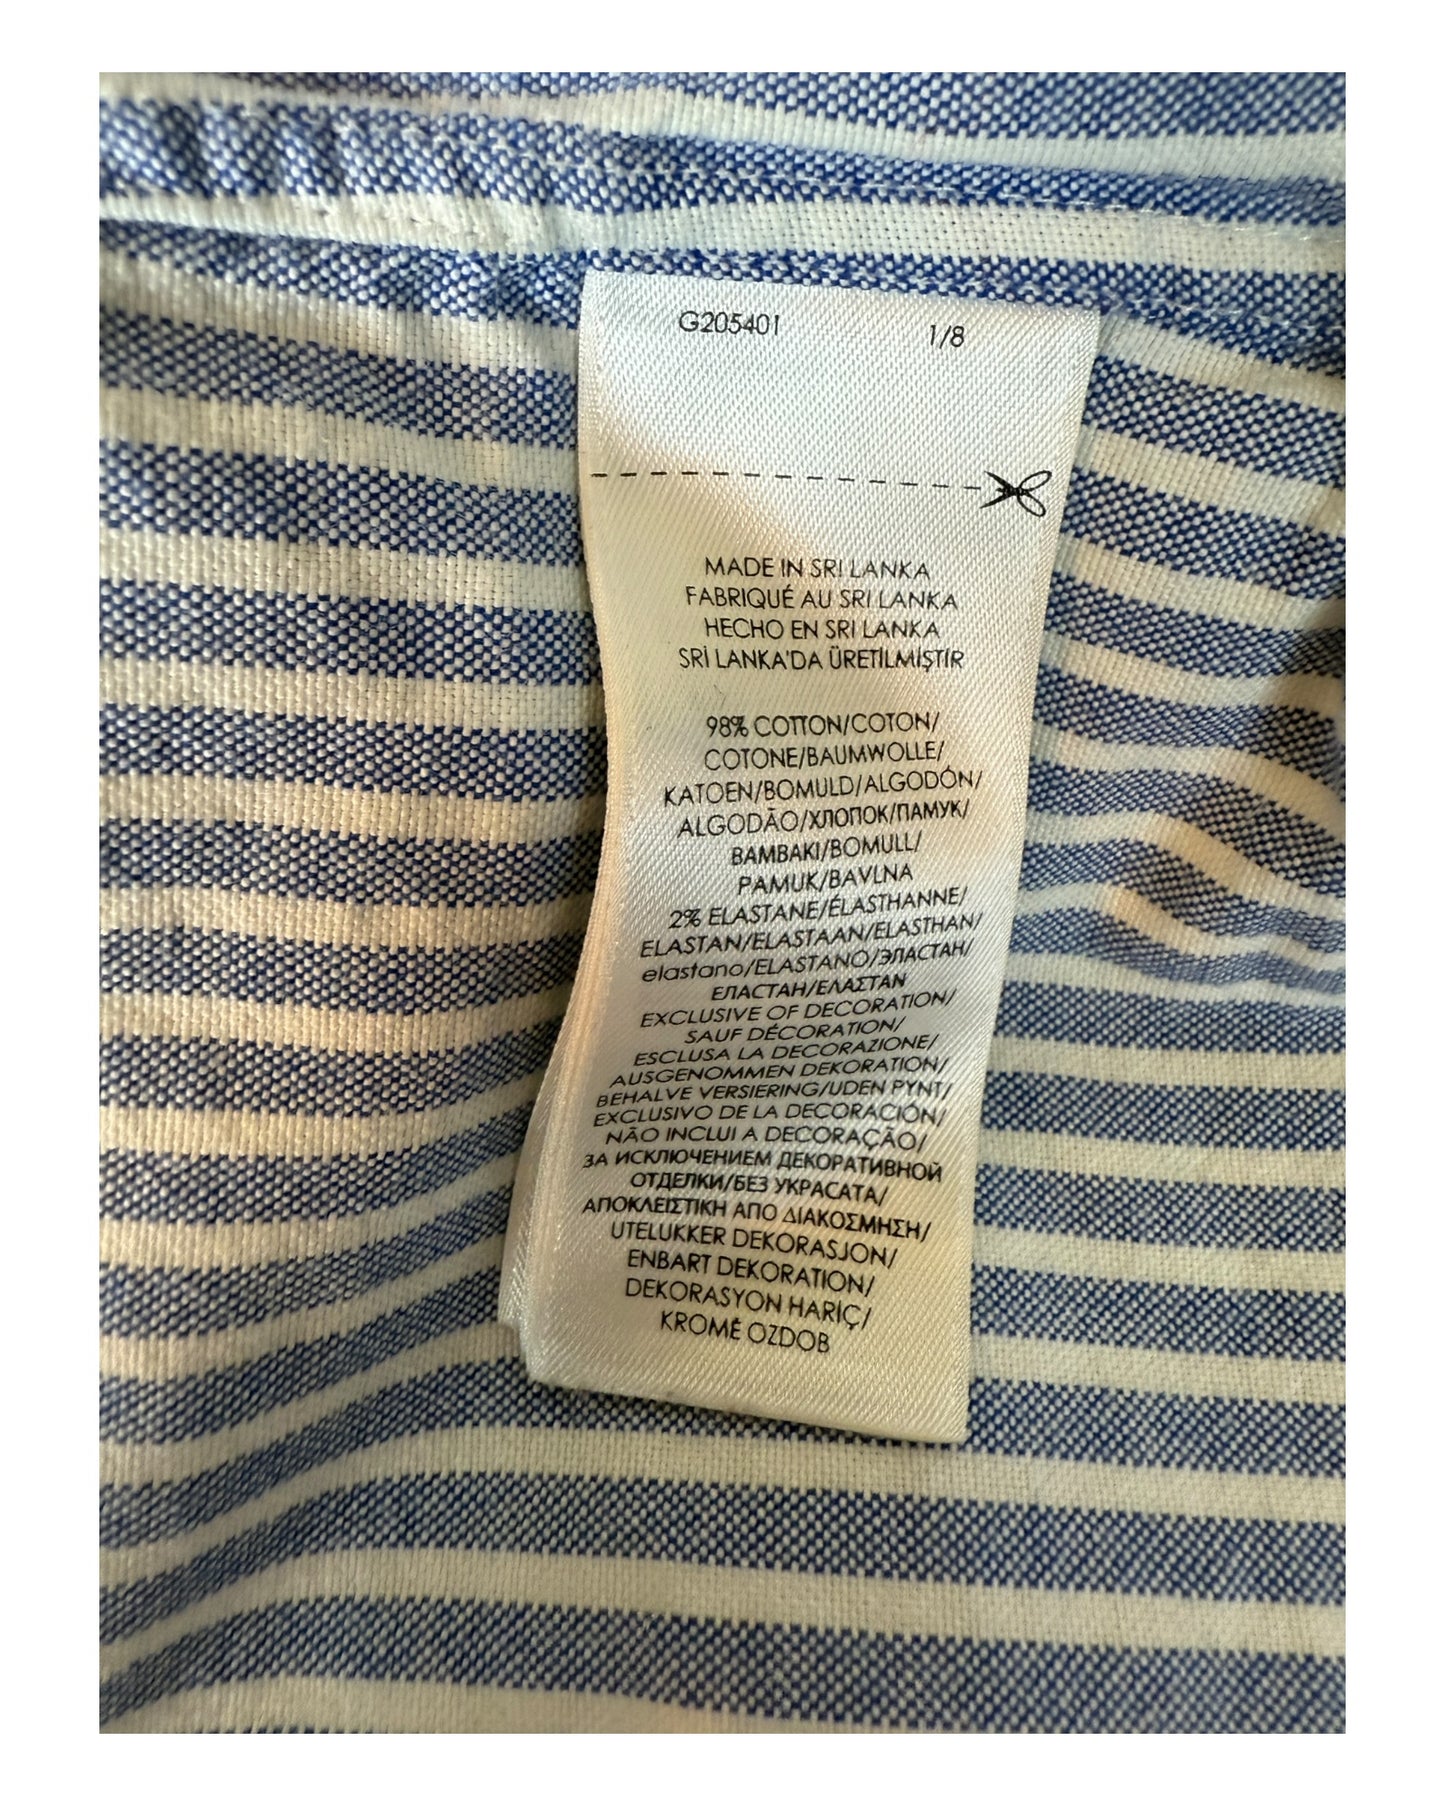 G205401 1/8
MADE IN SRI LANKA
FABRIQUÉ AU SRI LANKA
HECHO EN SRI LANKA
SRİ LANKA'DA ÜRETİLMİŞTİR
98% COTTON/COTON/
COTONE/BAUMWOLLE/
KATOEN/BOMULD/ALGODÓN/
ALGODÃO/ХЛОПОК/ПАМУК/
BAMBAKI/BOMULL/
PAMUK/BAVLNA
2% ELASTANE/ÉLASTHANNE/
ELASTAN/ELASTAAN/ELASTHAN/
elastano/ELASTANO/ЭЛАСТАН/
ЕЛАСТАН/ΕΛΑΣΤΑΝ
EXCLUSIVE OF DECORATION/
SAUF DÉCORATION/
ESCLUSA LA DECORAZIONE/
AUSGENOMMEN DEKORATION/
BEHALVE VERSIERING/UDEN PYNT/
EXCLUSIVO DE LA DECORACIÓN/
NÃO INCLUI A DECORAÇÃO/
ЗА ИСКЛЮЧЕНИЕМ ДЕКОРАТИВНОЙ
ОТДЕЛКИ/БЕЗ УКРАСАТА/
ΑΠΟΚΛΕΙΣΤΙΚΗ ΑΠΟ ΔΙΑΚΟΣΜΗΣΗ/
UTELUKKER DEKORASJON/
ENBART DEKORATION/
DEKORASYON HARİÇ/
KROMĚ OZDOB